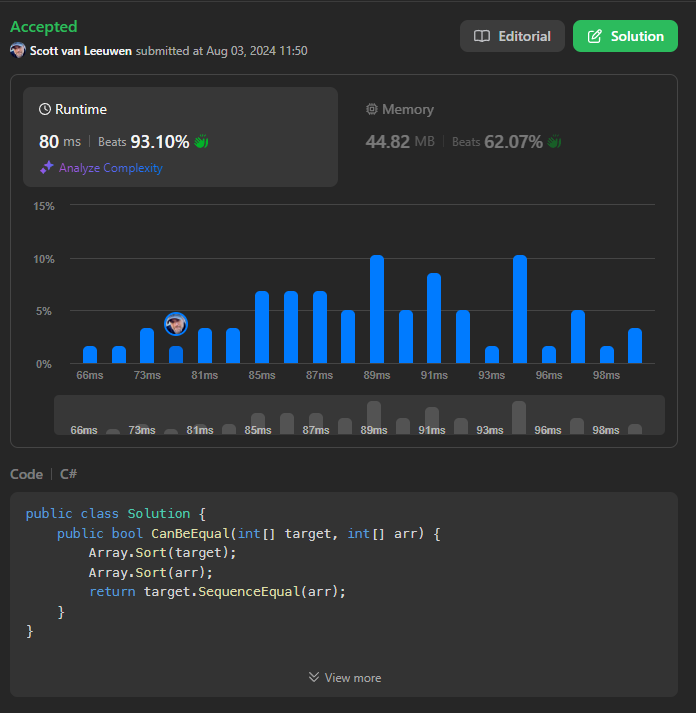 Accepted
Scott van Leeuwen submitted at Aug 03, 2024 11:50
Editorial
Solution
Runtime
80 ms | Beats 93.10%
Analyze Complexity
Memory
44.82 MB | Beats 62.07%
15%
10%
5%
0%
66ms 73ms 81ms 85ms 87ms 89ms 91ms 93ms 96ms 98ms
66ms 73ms 81ms 85ms 87ms 89ms 91ms 93ms 96ms 98ms
Code | C#
public class Solution {
    public bool CanBeEqual(int[] target, int[] arr) {
        Array.Sort(target);
        Array.Sort(arr);
        return target.SequenceEqual(arr);
    }
}
View more